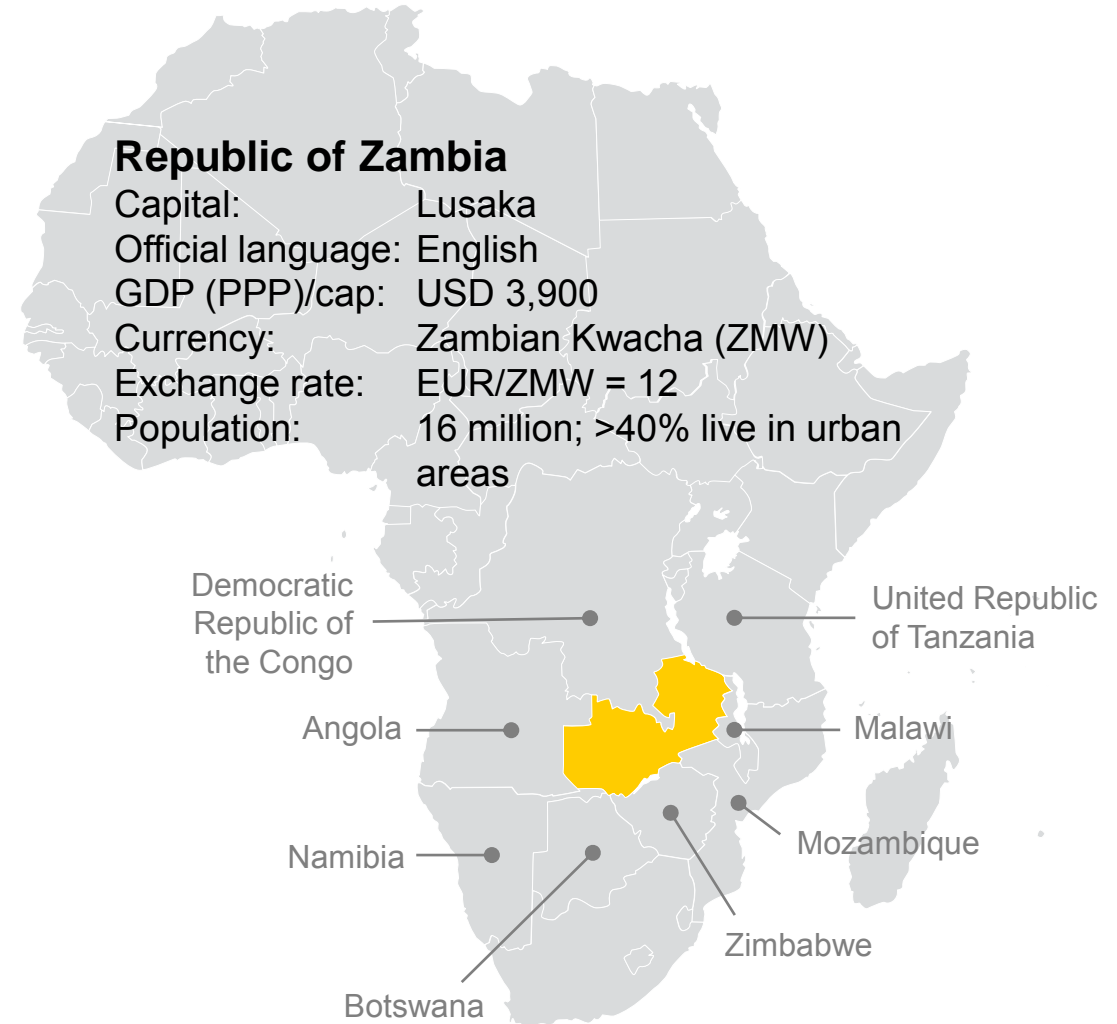 Republic of Zambia
Capital: Lusaka
Official language: English
GDP (PPP)/cap: USD 3,900
Currency: Zambian Kwacha (ZMW)
Exchange rate: EUR/ZMW = 12
Population: 16 million; >40% live in urban
areas
Democratic
Republic of
the Congo
United Republic
of Tanzania
Angola
Malawi
Namibia
Mozambique
Zimbabwe
Botswana